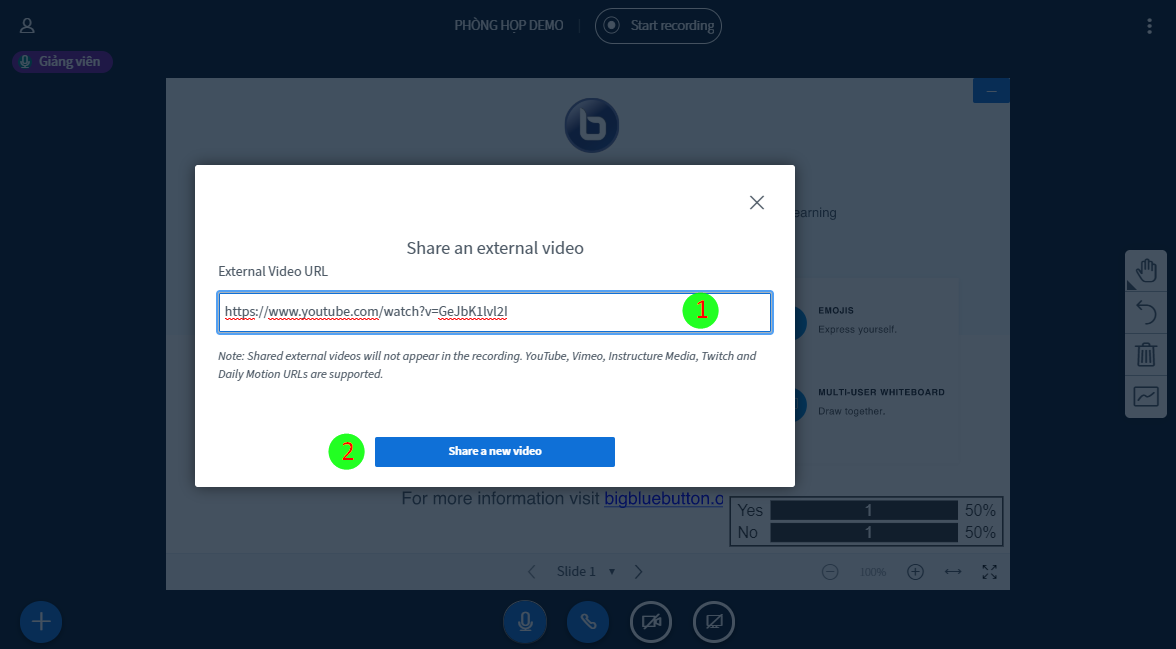 PHÒNG HỌP DEMO
Start recording
Giảng viên
earning
Share an external video
External Video URL
https://www.youtube.com/watch?v=GeJbK1lvl2I
1
Note: Shared external videos will not appear in the recording. YouTube, Vimeo, Instructure Media, Twitch and
Daily Motion URLs are supported.
EMOJIS
Express yourself.
MULTI-USER WHITEBOARD
Draw together.
2
Share a new video
For more information visit bigbluebutton.o
Yes 1 50%
No 1 50%
Slide 1
100%